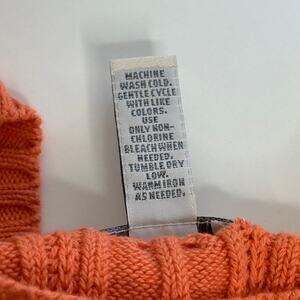 MACHINE
WASH COLD.
GENTLE CYCLE
WITH LIKE
COLORS.
USE
ONLY NON-
CHLORINE
BLEACH WHEN
NEEDED.
TUMBLE DRY
LOW.
WARM IRON
AS NEEDED.